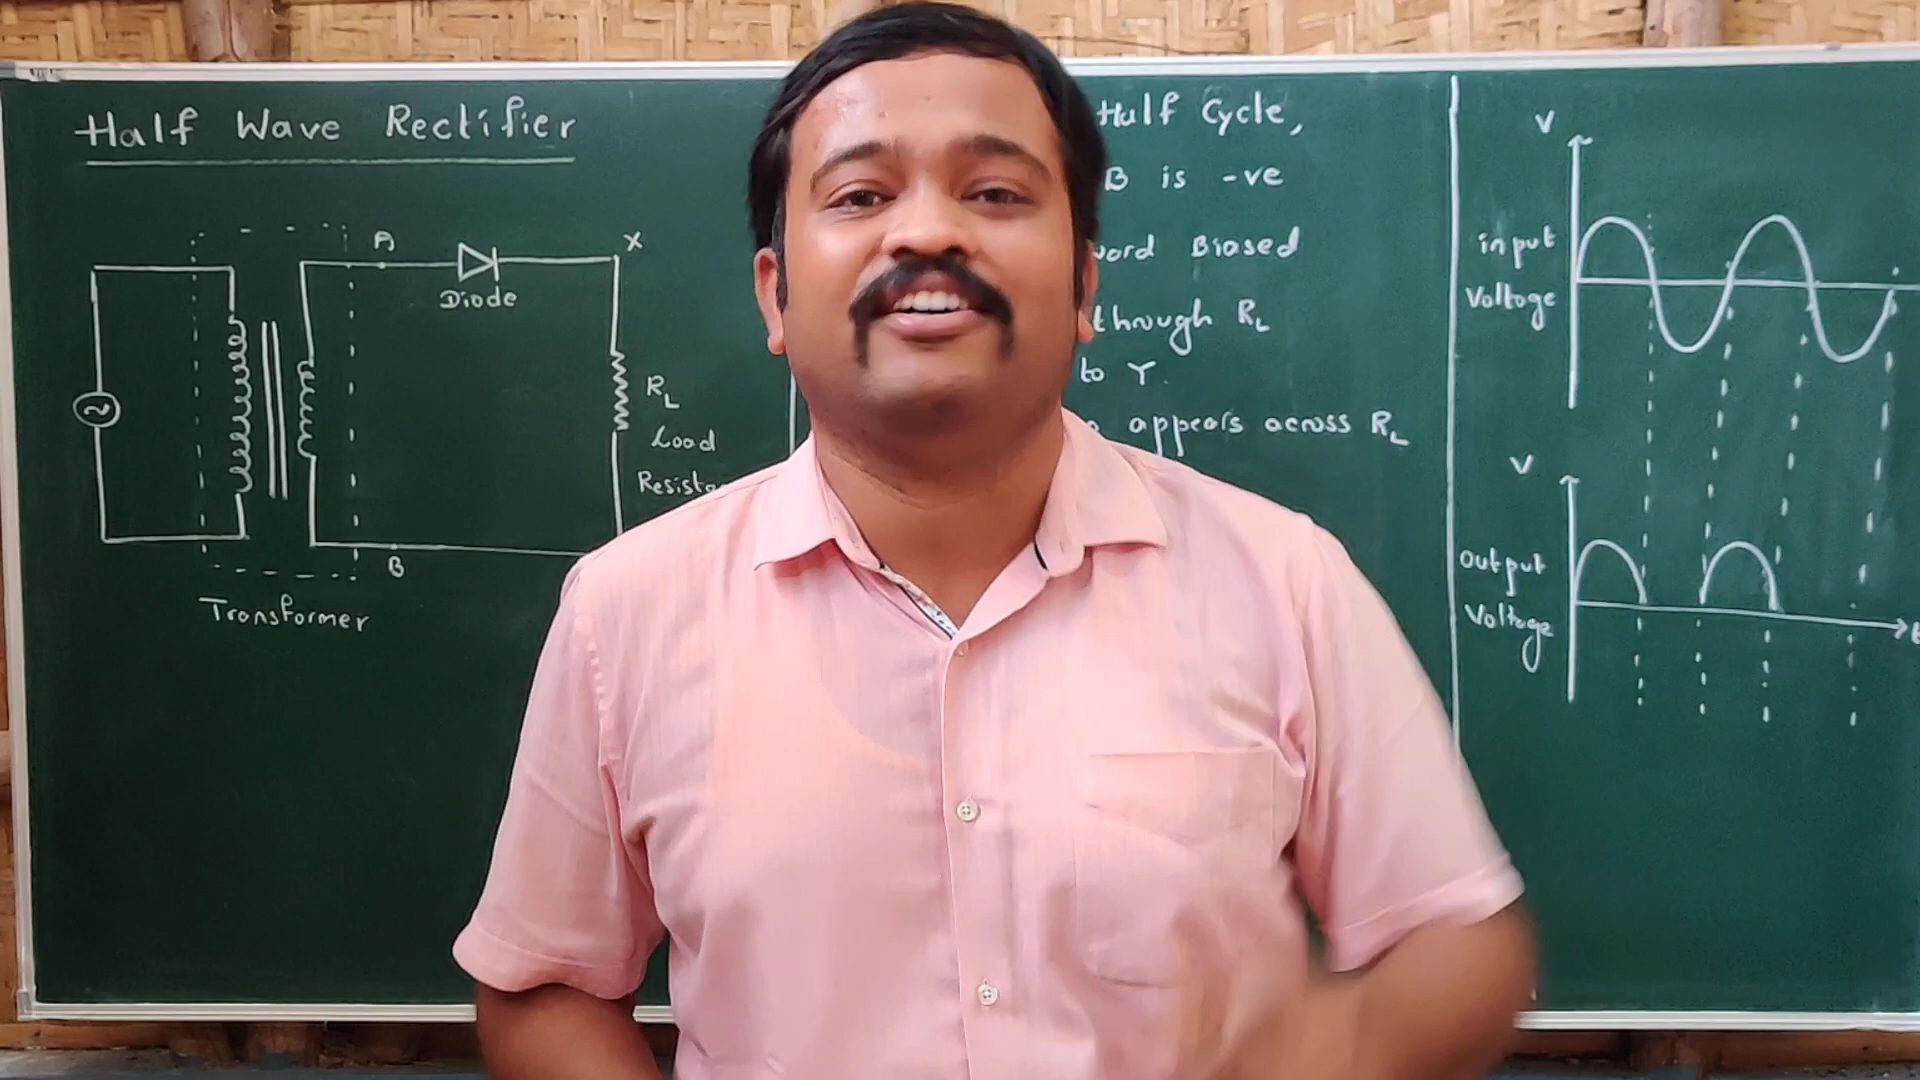 Half Wave Rectifier
A
X
Diode
RL
Load
B
Transformer
Half Cycle,
B is -ve
Biased
through RL
to Y.
appears across RL
V
input
Voltage
V
output
Voltage
t